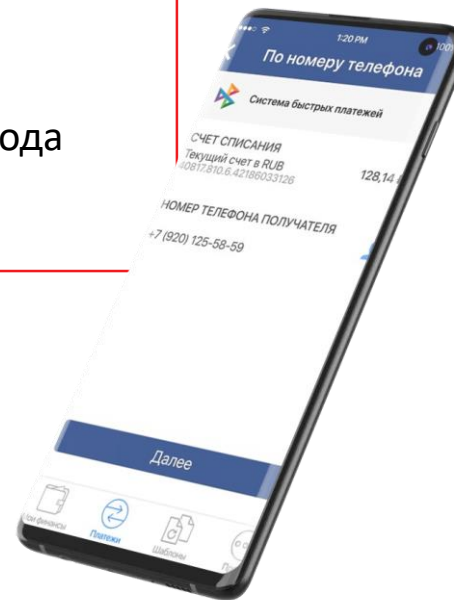 ода
1:20 PM
По номеру телефона
Система быстрых платежей
СЧЕТ СПИСАНИЯ
Текущий счет в RUB
40817.810.6.42186033126
128,14
НОМЕР ТЕЛЕФОНА ПОЛУЧАТЕЛЯ
+7 (920) 125-58-59
Далее
Платежи
Шаблоны